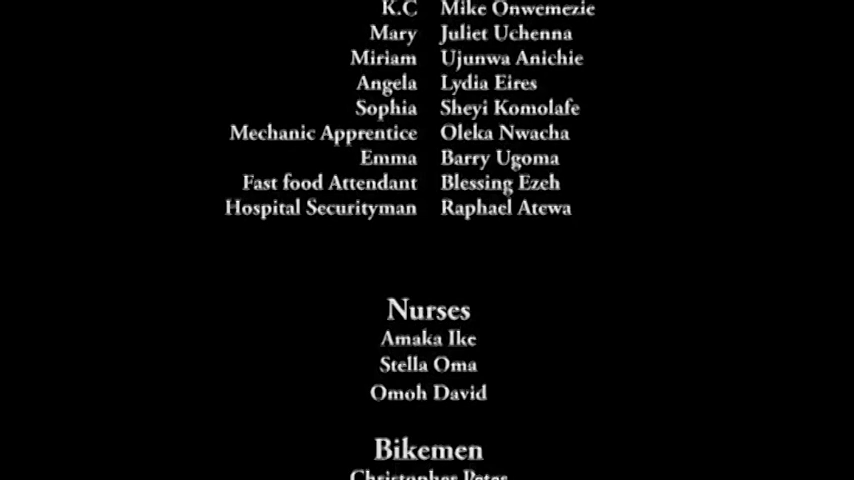 K.C Mike Onwemezie
Mary Juliet Uchenna
Miriam Ujunwa Anichie
Angela Lydia Eires
Sophia Sheyi Komolafe
Mechanic Apprentice Oleka Nwacha
Emma Barry Ugoma
Fast food Attendant Blessing Ezeh
Hospital Securityman Raphael Atewa
Nurses
Amaka Ike
Stella Oma
Omoh David
Bikemen
Christopher